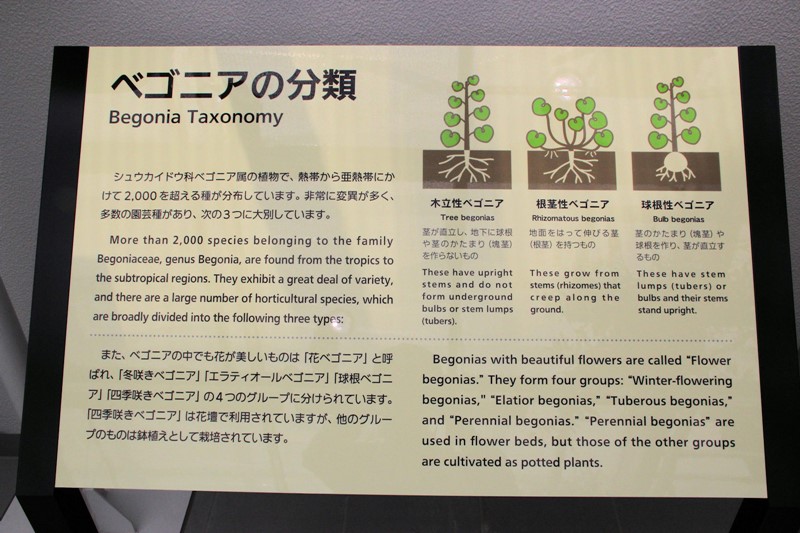 ベゴニアの分類
Begonia Taxonomy
シュウカイドウ科ベゴニア属の植物で、熱帯から亜熱帯にか
けて2,000を超える種が分布しています。非常に変異が多く、
多数の園芸種があり、次の3つに大別しています。
More than 2,000 species belonging to the family
Begoniaceae, genus Begonia, are found from the tropics to
the subtropical regions. They exhibit a great deal of variety,
and there are a large number of horticultural species, which
are broadly divided into the following three types:
木立性ベゴニア
Tree begonias
茎が直立し、地下に球根
や茎のかたまり（塊茎）
を作らないもの
These have upright
stems and do not
form underground
bulbs or stem lumps
(tubers).
根茎性ベゴニア
Rhizomatous begonias
地面をはって伸びる茎
（根茎）を持つもの
These grow from
stems (rhizomes) that
creep along the
ground.
球根性ベゴニア
Bulb begonias
茎のかたまり（塊茎）や
球根を作り、茎が直立す
るもの
These have stem
lumps (tubers) or
bulbs and their stems
stand upright.
また、ベゴニアの中でも花が美しいものは「花ベゴニア」と呼
ばれ、「冬咲きベゴニア」「エラティオールベゴニア」「球根ベゴニ
ア」「四季咲きベゴニア」の4つのグループに分けられています。
「四季咲きベゴニア」は花壇で利用されていますが、他のグルー
プのものは鉢植えとして栽培されています。
Begonias with beautiful flowers are called "Flower
begonias." They form four groups: "Winter-flowering
begonias," "Elatior begonias," "Tuberous begonias,"
and "Perennial begonias." "Perennial begonias" are
used in flower beds, but those of the other groups
are cultivated as potted plants.